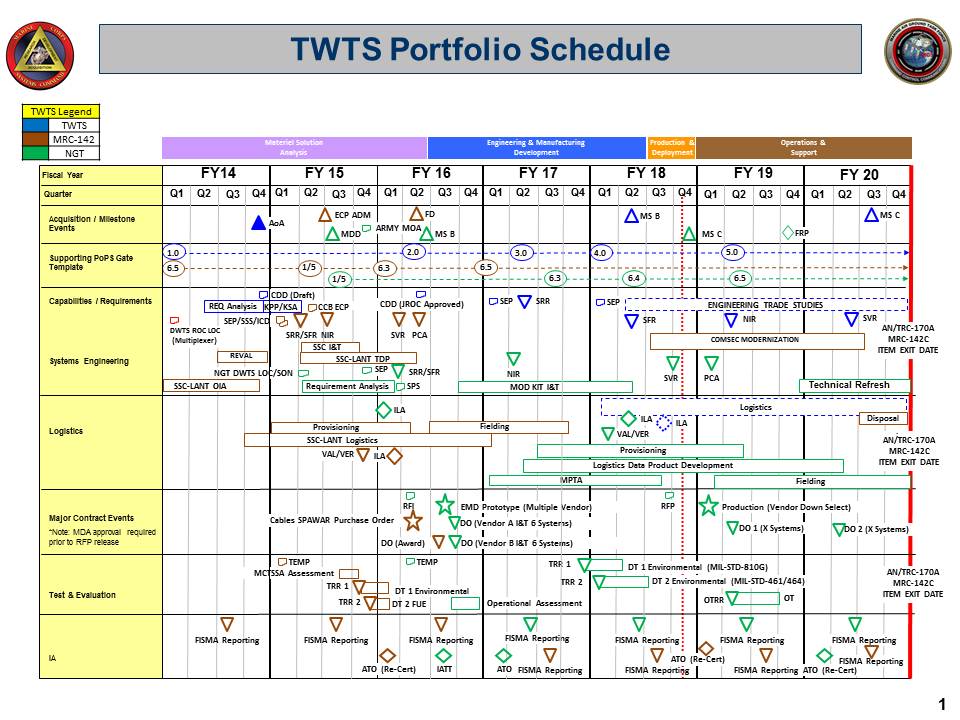 TWTS Portfolio Schedule
TWTS Legend
TWTS
MRC-142
NGT
Materiel Solution
Analysis
Engineering & Manufacturing
Development
Production &
Deployment
Operations &
Support
Fiscal Year
FY14
FY 15
FY 16
FY 17
FY 18
FY 19
FY 20
Quarter
Q1 Q2 Q3 Q4 Q1 Q2 Q3 Q4 Q1 Q2 Q3 Q4 Q1 Q2 Q3 Q4 Q1 Q2 Q3 Q4 Q1 Q2 Q3 Q4 Q1 Q2 Q3 Q4
Acquisition / Milestone
Events
AoA
ECP ADM
FD
MS B
MS C
MDD
ARMY MOA
MS B
MS C
FRP
Supporting PoPS Gate
Template
1.0
2.0
3.0
4.0
5.0
6.5
1/5
6.3
6.5
1/5
6.3
6.4
6.5
Capabilities / Requirements
CDD (Draft)
REQ Analysis
KPP/KSA
CCB ECP
CDD (JROC Approved)
SEP
SRR
SEP
ENGINEERING TRADE STUDIES
DWTS ROC LOC
(Multiplexer)
SEP/SSS/ICD
SRR/SFR
NIR
SVR
PCA
SFR
NIR
SVR
AN/TRC-170A
MRC-142C
ITEM EXIT DATE
COMSEC MODERNIZATION
Systems Engineering
SSC I&T
REVAL
SSC-LANT TDP
NGT DWTS LOC/SON
SEP
SRR/SFR
NIR
SVR
PCA
SSC-LANT OIA
Requirement Analysis
SPS
MOD KIT I&T
Technical Refresh
Logistics
ILA
Logistics
Disposal
Provisioning
Fielding
ILA
ILA
SSC-LANT Logistics
VAL/VER
VAL/VER
ILA
Provisioning
AN/TRC-170A
MRC-142C
ITEM EXIT DATE
Logistics Data Product Development
MPTA
Fielding
Major Contract Events
*Note: MDA approval required
prior to RFP release
RFI
EMD Prototype (Multiple Vendor)
RFP
Production (Vendor Down Select)
Cables SPAWAR Purchase Order
DO (Vendor A I&T 6 Systems)
DO 1 (X Systems)
DO 2 (X Systems)
DO (Award)
DO (Vendor B I&T 6 Systems)
Test & Evaluation
TEMP
TEMP
TRR 1
DT 1 Environmental (MIL-STD-810G)
MCTSSA Assessment
TRR 2
DT 2 Environmental (MIL-STD-461/464)
TRR 1
DT 1 Environmental
TRR 2
DT 2 FUE
Operational Assessment
OTRR
OT
AN/TRC-170A
MRC-142C
ITEM EXIT DATE
IA
FISMA Reporting
FISMA Reporting
FISMA Reporting
FISMA Reporting
FISMA Reporting
FISMA Reporting
FISMA Reporting
ATO (Re-Cert)
IATT
ATO
FISMA Reporting
FISMA Reporting
ATO (Re-Cert)
FISMA Reporting
ATO (Re-Cert)
FISMA Reporting
1